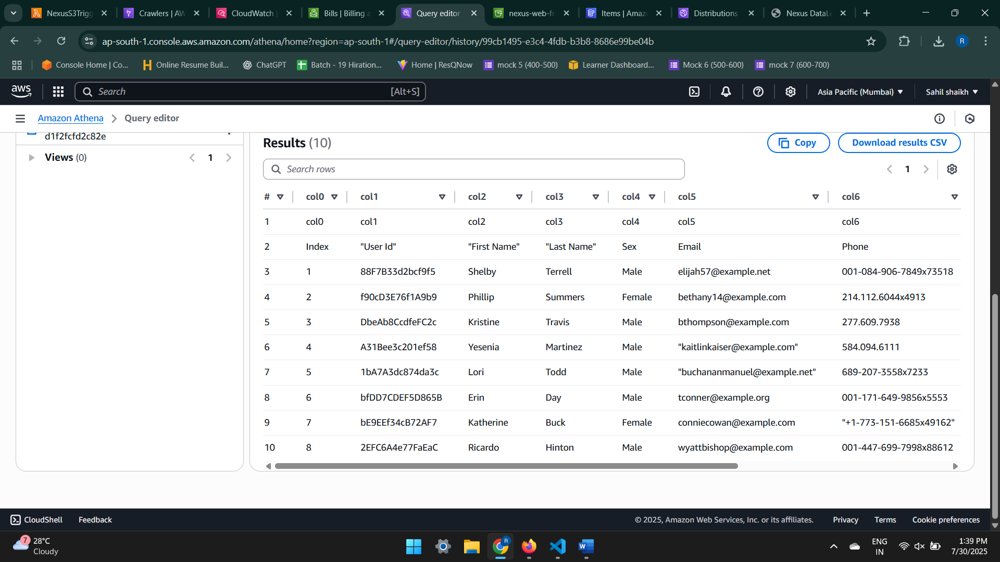 NexusS3Trigg
Crawlers | AW
CloudWatch |
Bills | Billing a
Query editor
nexus-web-fr
Items | Amaz
Distributions
Nexus DataLe
ap-south-1.console.aws.amazon.com/athena/home?region=ap-south-1#/query-editor/history/99cb1495-e3c4-4fdb-b3b8-8686e99be04b
R
Console Home | Co...
Online Resume Buil...
ChatGPT
Batch - 19 Hiration...
Home | ResQNow
mock 5 (400-500)
Learner Dashboard...
Mock 6 (500-600)
mock 7 (600-700)
aws
Search [Alt+S]
Asia Pacific (Mumbai)
Sahil shaikh
Amazon Athena
Query editor
d1f2fcfd2c82e
Views (0)
1
Results (10)
Copy
Download results CSV
Search rows
1
# col0 col1 col2 col3 col4 col5 col6
1 col0 col1 col2 col3 col4 col5 col6
2 Index "User Id" "First Name" "Last Name" Sex Email Phone
3 1 88F7B33d2bcf9f5 Shelby Terrell Male elijah57@example.net 001-084-906-7849x73518
4 2 f90cD3E76f1A9b9 Phillip Summers Female bethany14@example.com 214.112.6044x4913
5 3 DbeAb8CcdfeFC2c Kristine Travis Male bthompson@example.com 277.609.7938
6 4 A31Bee3c201ef58 Yesenia Martinez Male "kaitlinkaiser@example.com" 584.094.6111
7 5 1bA7A3dc874da3c Lori Todd Male "buchananmanuel@example.net" 689-207-3558x7233
8 6 bfDD7CDEF5D865B Erin Day Male tconner@example.org 001-171-649-9856x5553
9 7 bE9EEf34cB72AF7 Katherine Buck Female conniecowan@example.com "+1-773-151-6685x49162"
10 8 2EFC6A4e77FaEaC Ricardo Hinton Male wyattbishop@example.com 001-447-699-7998x88612
CloudShell
Feedback
© 2025, Amazon Web Services, Inc. or its affiliates.
Privacy
Terms
Cookie preferences
7
28°C
Cloudy
R
ENG
IN
1:39 PM
7/30/2025